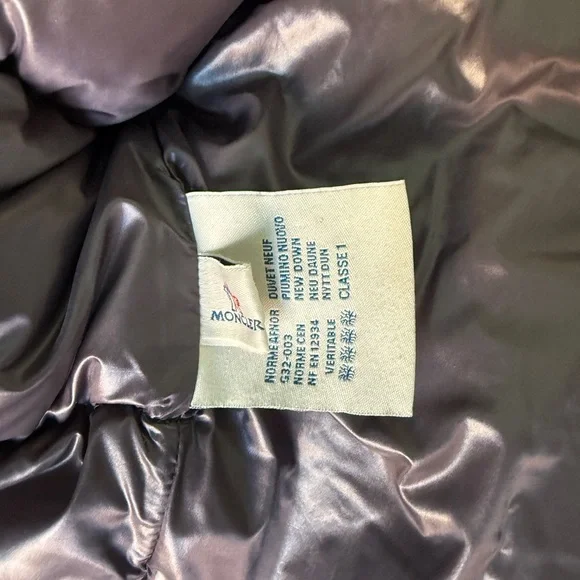 MONCLER
NORME AFNOR
G32-003
NORME CEN
NF EN 12934
VERITABLE
DUVET NEUF
PIUMINO NUOVO
NEW DOWN
NEU DAUNE
NYTT DUN
CLASSE 1